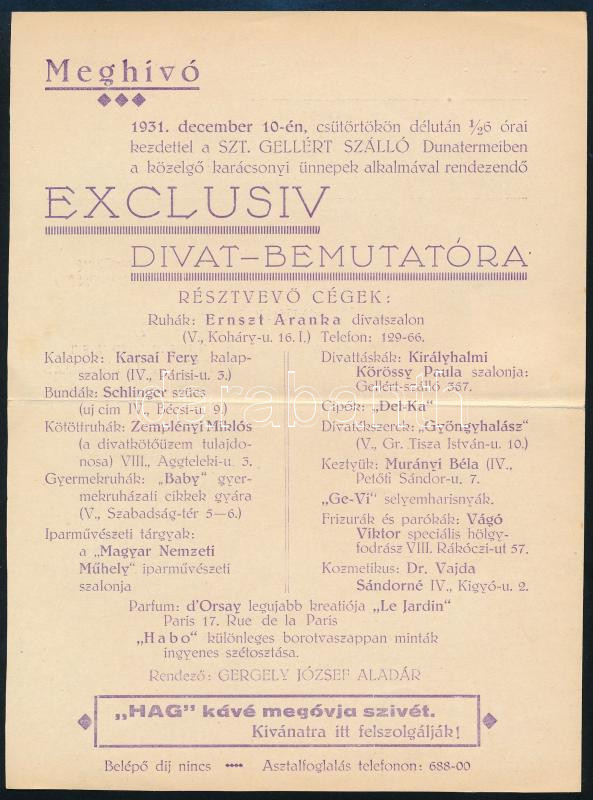 Meghívó
1931. december 10-én, csütörtökön délután ½6 órai
kezdettel a SZT. GELLÉRT SZÁLLÓ Dunatermeiben
a közelgő karácsonyi ünnepek alkalmával rendezendő
EXCLUSIV
DIVAT—BEMUTATÓRA
RÉSZTVEVŐ CÉGEK:
Ruhák: Ernszt Aranka divatszalon
(V., Koháry-u. 16. I.) Telefon: 129-66.
Kalapok: Karsai Fery kalap-
szalon (IV., Párisi-u. 3.)
Bundák: Schlinger szücs
(uj cim IV., Bécsi-u. 9.)
Kötöttruhák: Zemplényi Miklós
(a divatkötőüzem tulajdo-
nosa) VIII., Aggteleki-u. 3.
Gyermekruhák: „Baby" gyer-
mekruházati cikkek gyára
(V., Szabadság-tér 5—6.)
Iparművészeti tárgyak:
a „Magyar Nemzeti
Műhely" iparművészeti
szalonja
Divattáskák: Királyhalmi
Körössy Paula szalonja:
Gellért-szálló 367.
Cipők: „Del-Ka"
Divatékszerek: „Gyöngyhalász"
(V., Gr. Tisza István-u. 10.)
Keztyük: Murányi Béla (IV.,
Petőfi Sándor-u. 7.
„Ge-Vi" selyemharisnyák.
Frizurák és parókák: Vágó
Viktor speciális hölgy-
fodrász VIII. Rákóczi-ut 57.
Kozmetikus: Dr. Vajda
Sándorné IV., Kigyó-u. 2.
Parfum: d'Orsay legujabb kreatiója „Le Jardin"
Paris 17. Rue de la Paris
„Habo" különleges borotvaszappan minták
ingyenes szétosztása.
Rendező: GERGELY JÓZSEF ALADÁR
„HAG" kávé megóvja szivét.
Kivánatra itt felszolgálják!
Belépő dij nincs •••• Asztalfoglalás telefonon: 688-00
darabanth